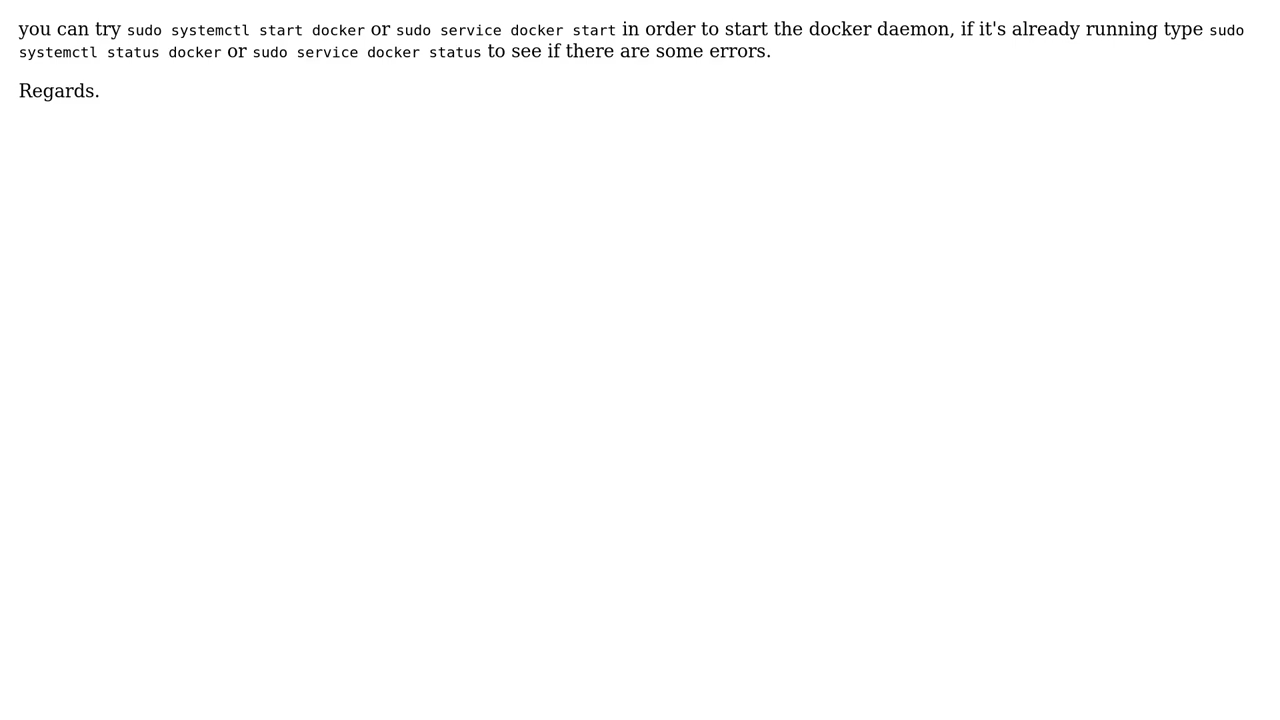 you can try sudo systemctl start docker or sudo service docker start in order to start the docker daemon, if it's already running type sudo
systemctl status docker or sudo service docker status to see if there are some errors.
Regards.